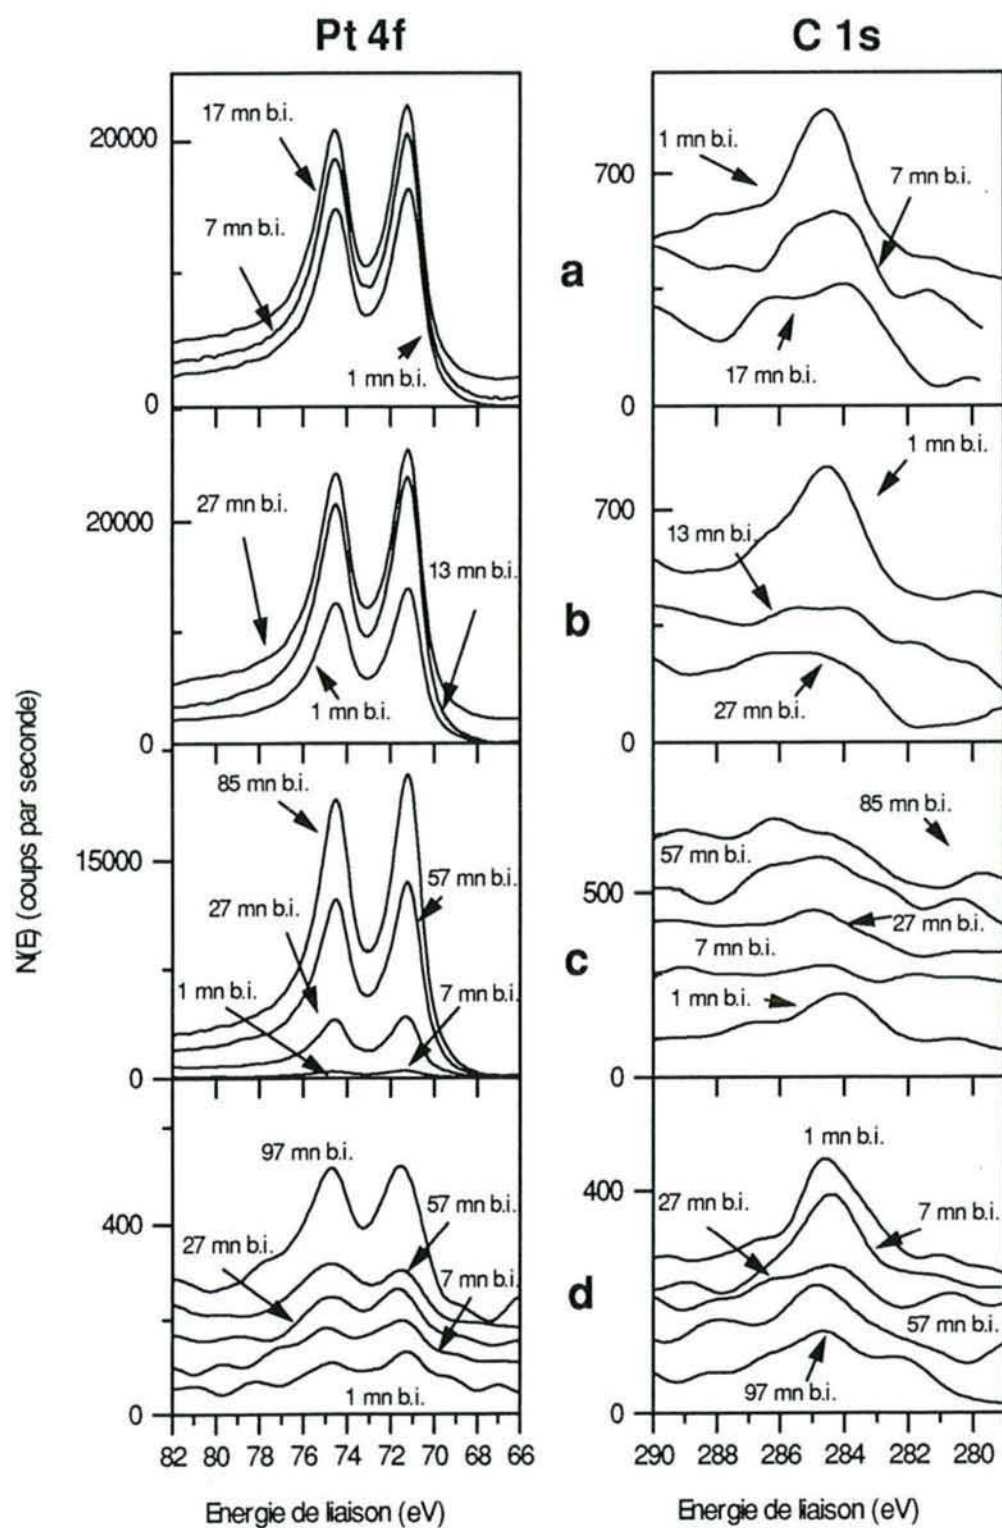 Pt 4f
C 1s
N(E) (coups par seconde)
20000
0
17 mn b.i.
7 mn b.i.
1 mn b.i.
a
700
0
1 mn b.i.
7 mn b.i.
17 mn b.i.
20000
0
27 mn b.i.
13 mn b.i.
1 mn b.i.
b
700
0
1 mn b.i.
13 mn b.i.
27 mn b.i.
15000
0
85 mn b.i.
57 mn b.i.
27 mn b.i.
1 mn b.i.
7 mn b.i.
c
500
0
85 mn b.i.
57 mn b.i.
27 mn b.i.
7 mn b.i.
1 mn b.i.
400
0
97 mn b.i.
57 mn b.i.
27 mn b.i.
7 mn b.i.
1 mn b.i.
d
400
0
1 mn b.i.
27 mn b.i.
7 mn b.i.
57 mn b.i.
97 mn b.i.
82 78 74 70 68 66
290 288 286 284 282 280
Energie de liaison (eV)
Energie de liaison (eV)